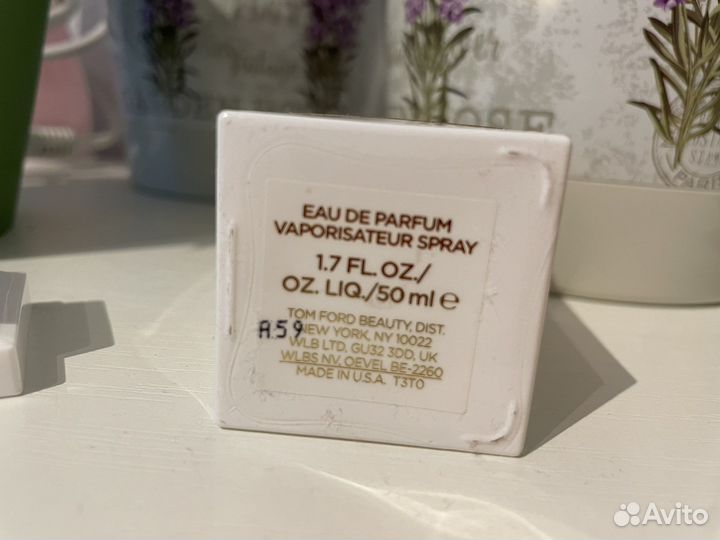 EAU DE PARFUM
VAPORISATEUR SPRAY
1.7 FL. OZ./
OZ. LIQ./50 ml e
TOM FORD BEAUTY, DIST.
NEW YORK, NY 10022
WLB LTD, GU32 3DD, UK
WLBS NV, OEVEL BE-2260
MADE IN U.S.A. T3T0
A59
Avito